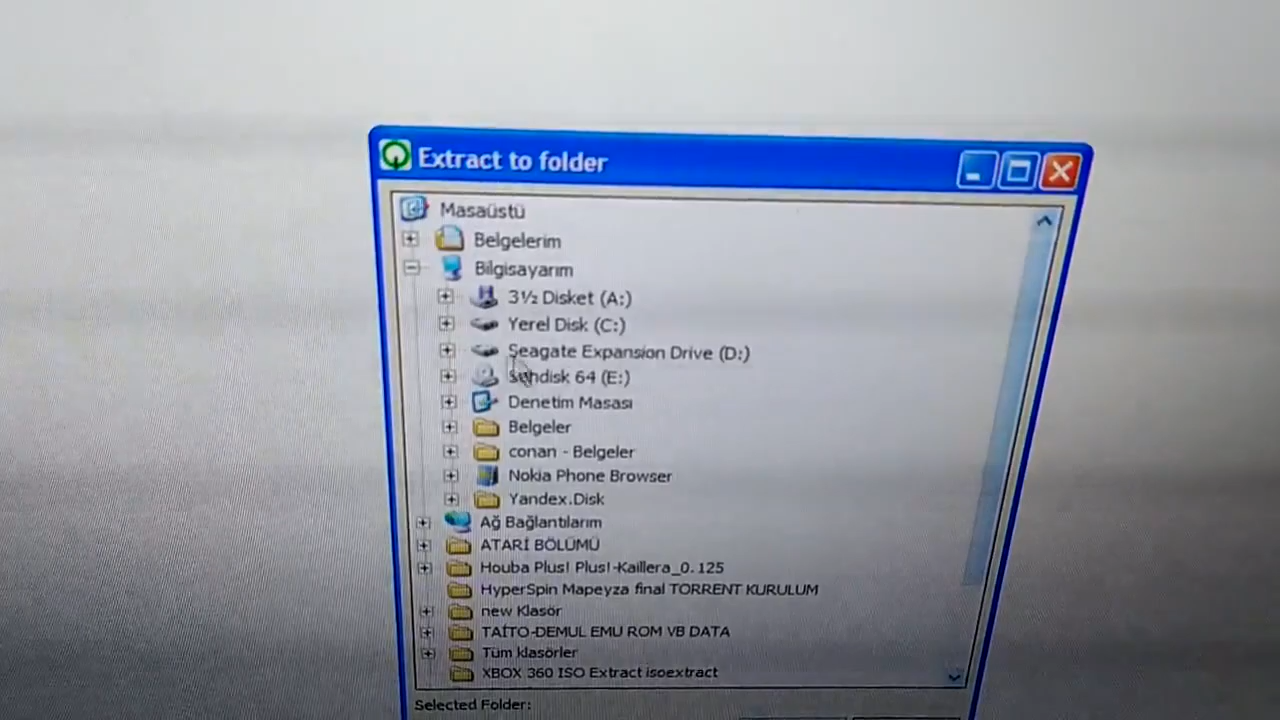 Extract to folder
Masaüstü
Belgelerim
Bilgisayarım
3½ Disket (A:)
Yerel Disk (C:)
Seagate Expansion Drive (D:)
Sandisk 64 (E:)
Denetim Masası
Belgeler
conan - Belgeler
Nokia Phone Browser
Yandex.Disk
Ağ Bağlantılarım
ATARİ BÖLÜMÜ
Houba Plus! Plus!-Kaillera_0.125
HyperSpin Mapeyza final TORRENT KURULUM
new Klasör
TAİTO-DEMUL EMU ROM VB DATA
Tüm klasörler
XBOX 360 ISO Extract isoextract
Selected Folder: